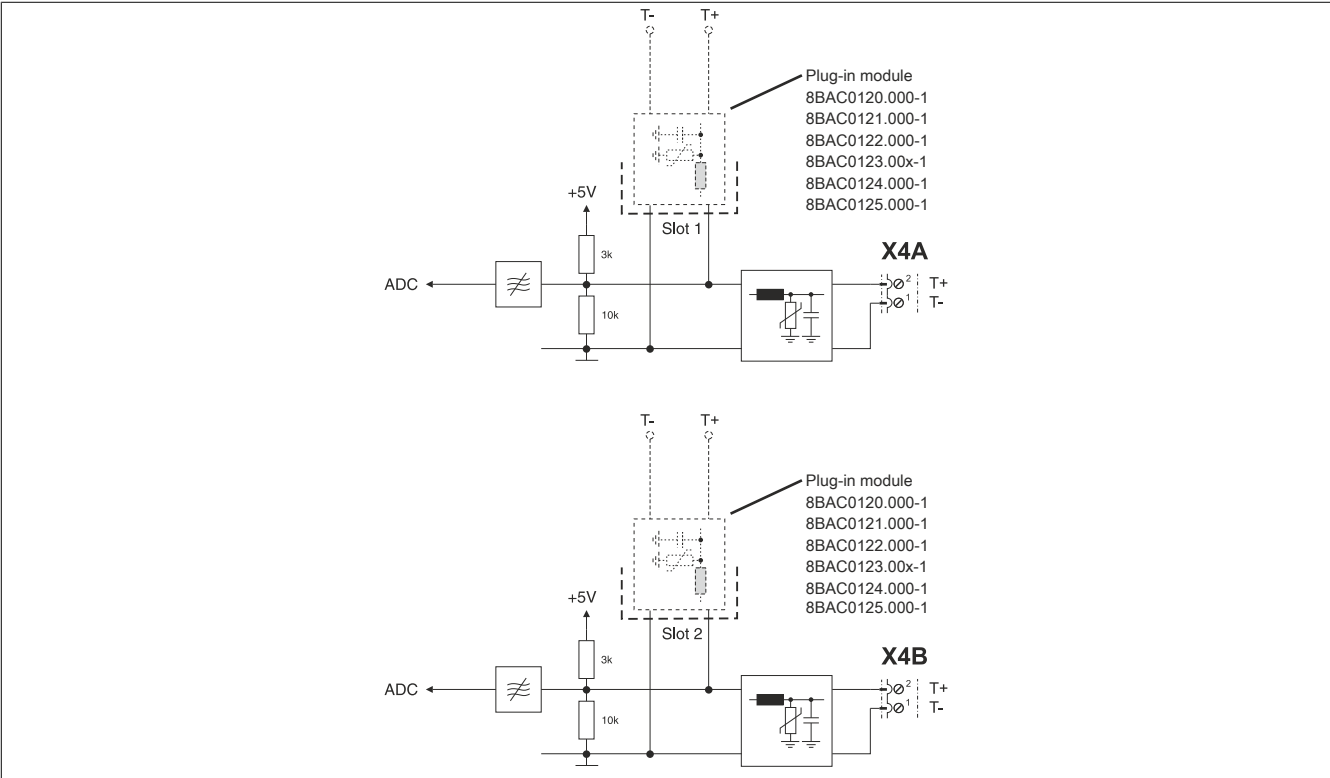 T- T+
Plug-in module
8BAC0120.000-1
8BAC0121.000-1
8BAC0122.000-1
8BAC0123.00x-1
8BAC0124.000-1
8BAC0125.000-1
+5V
Slot 1
3k
X4A
ADC
2 T+
1 T-
10k
T- T+
Plug-in module
8BAC0120.000-1
8BAC0121.000-1
8BAC0122.000-1
8BAC0123.00x-1
8BAC0124.000-1
8BAC0125.000-1
+5V
Slot 2
3k
X4B
ADC
2 T+
1 T-
10k